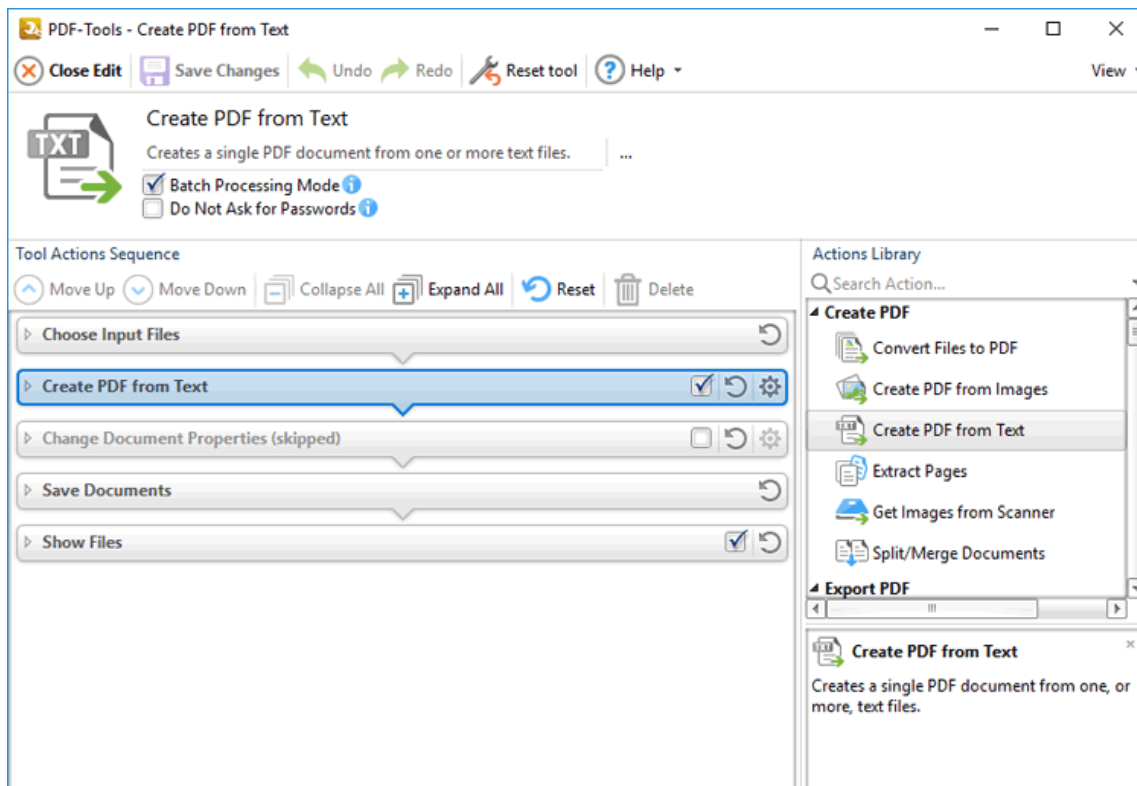 PDF-Tools - Create PDF from Text
Close Edit Save Changes Undo Redo Reset tool Help View
TXT
Create PDF from Text
Creates a single PDF document from one or more text files. ...
Batch Processing Mode
Do Not Ask for Passwords
Tool Actions Sequence
Move Up Move Down Collapse All Expand All Reset Delete
Choose Input Files
Create PDF from Text
Change Document Properties (skipped)
Save Documents
Show Files
Actions Library
Search Action...
Create PDF
Convert Files to PDF
Create PDF from Images
Create PDF from Text
Extract Pages
Get Images from Scanner
Split/Merge Documents
Export PDF
TXT Create PDF from Text
Creates a single PDF document from one, or
more, text files.